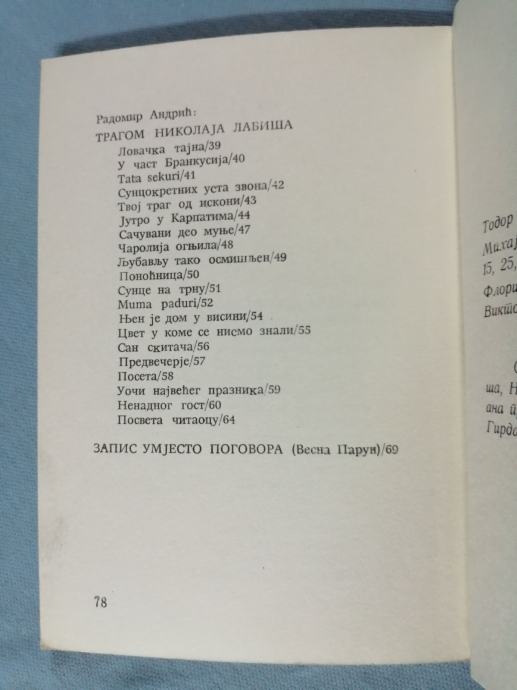 Радомир Андрић:
ТРАГОМ НИКОЛАЈА ЛАБИША
Ловачка тајна/39
У част Бранкусија/40
Tata sekuri/41
Сунцокретних уста звона/42
Твој траг од искони/43
Јутро у Карпатима/44
Сачувани део муње/47
Чаролија огњила/48
Љубављу тако осмишљен/49
Поноћница/50
Сунце на трну/51
Muma paduri/52
Њен је дом у висини/54
Цвет у коме се нисмо знали/55
Сан скитача/56
Предвечерје/57
Посета/58
Уочи највећег празника/59
Ненадног гост/60
Посвета читаоцу/64
ЗАПИС УМЈЕСТО ПОГОВОРА (Весна Парун)/69
78
Тодор
15, 25,
ша, Н
ана